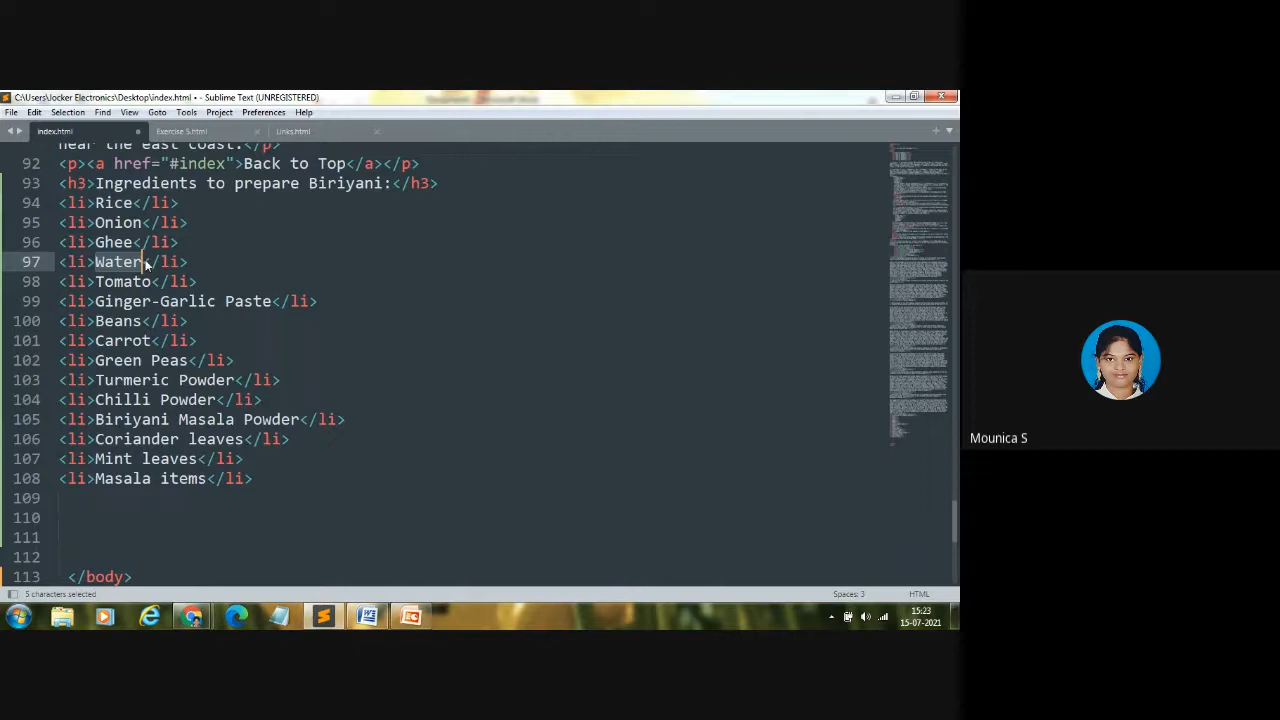 C:\Users\Jocker Electronics\Desktop\index.html • - Sublime Text (UNREGISTERED)
File Edit Selection Find View Goto Tools Project Preferences Help
index.html Exercise 5.html Links.html
near the east coast.</p>
92 <p><a href="#index">Back to Top</a></p>
93 <h3>Ingredients to prepare Biriyani:</h3>
94 <li>Rice</li>
95 <li>Onion</li>
96 <li>Ghee</li>
97 <li>Water</li>
98 <li>Tomato</li>
99 <li>Ginger-Garlic Paste</li>
100 <li>Beans</li>
101 <li>Carrot</li>
102 <li>Green Peas</li>
103 <li>Turmeric Powder</li>
104 <li>Chilli Powder</li>
105 <li>Biriyani Masala Powder</li>
106 <li>Coriander leaves</li>
107 <li>Mint leaves</li>
108 <li>Masala items</li>
109
110
111
112
113 </body>
5 characters selected Spaces: 3 HTML
15:23
15-07-2021
Mounica S